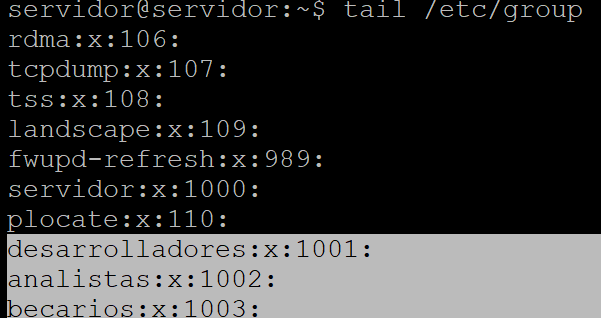 servidor@servidor:~$ tail /etc/group
rdma:x:106:
tcpdump:x:107:
tss:x:108:
landscape:x:109:
fwupd-refresh:x:989:
servidor:x:1000:
plocate:x:110:
desarrolladores:x:1001:
analistas:x:1002:
becarios:x:1003: